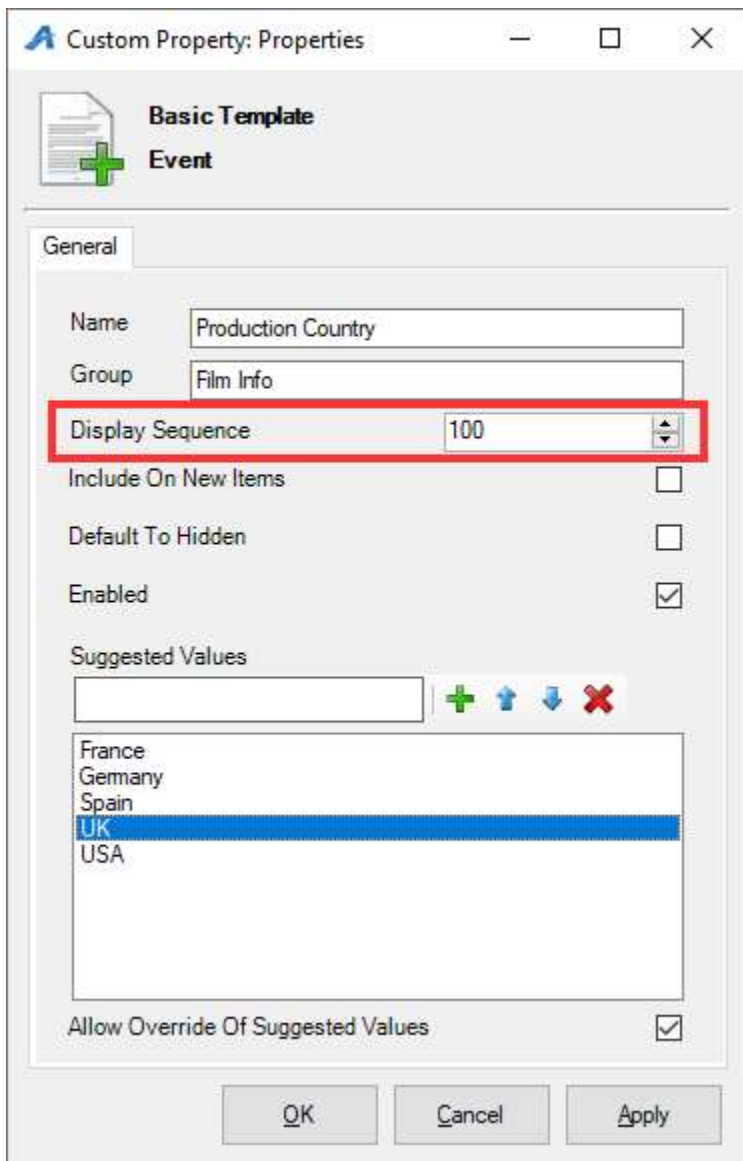 Custom Property: Properties
Basic Template
Event
General
Name Production Country
Group Film Info
Display Sequence 100
Include On New Items
Default To Hidden
Enabled
Suggested Values
France
Germany
Spain
UK
USA
Allow Override Of Suggested Values
OK Cancel Apply